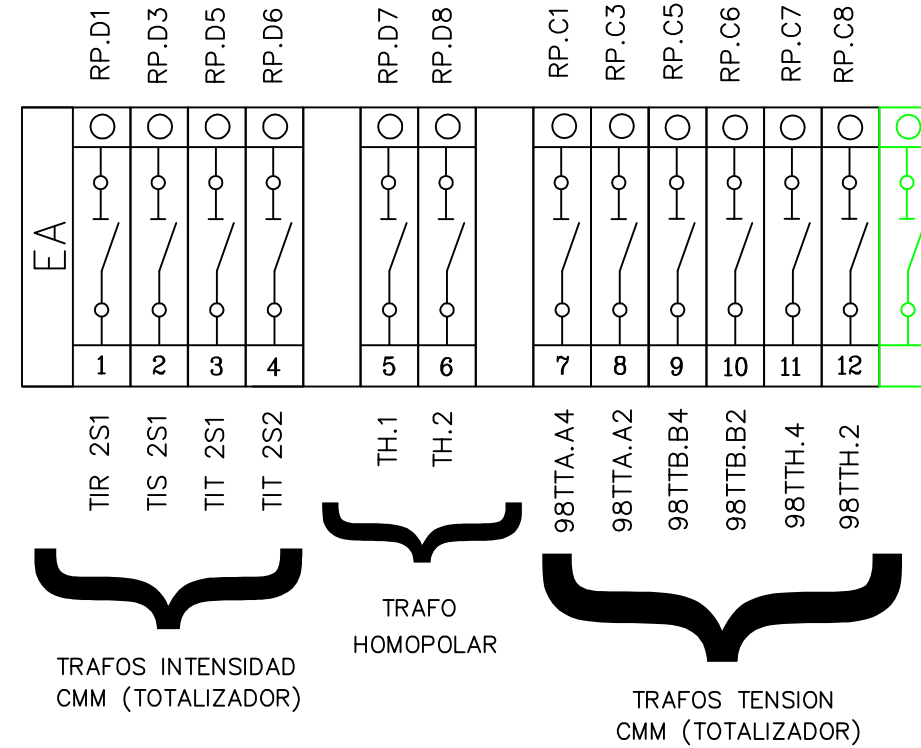 RP.D1
RP.D3
RP.D5
RP.D6
RP.D7
RP.D8
RP.C1
RP.C3
RP.C5
RP.C6
RP.C7
RP.C8
EA
1
2
3
4
5
6
7
8
9
10
11
12
TIR 2S1
TIS 2S1
TIT 2S1
TIT 2S2
TH.1
TH.2
98TTA.A4
98TTA.A2
98TTB.B4
98TTB.B2
98TTH.4
98TTH.2
TRAFOS INTENSIDAD
CMM (TOTALIZADOR)
TRAFO
HOMOPOLAR
TRAFOS TENSION
CMM (TOTALIZADOR)